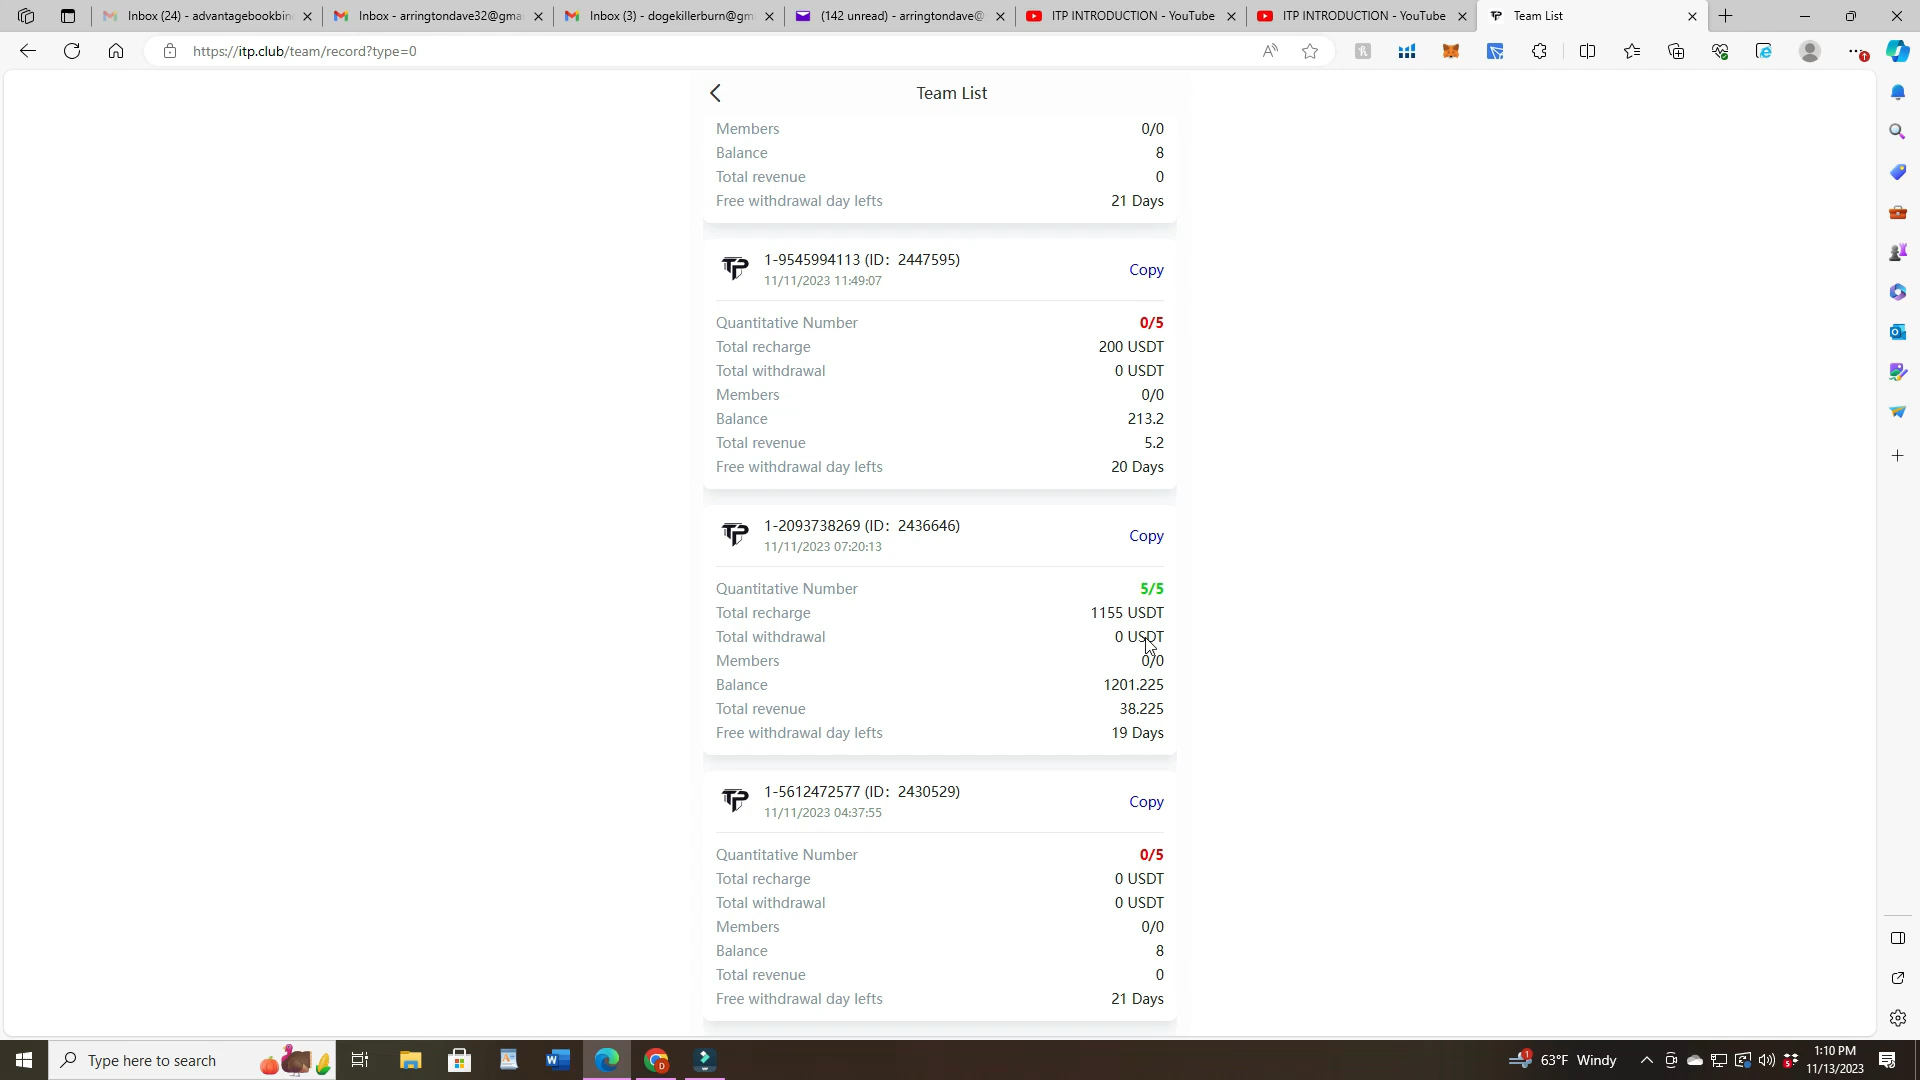 Inbox (24) - advantagebookbin
Inbox - arringtondave32@gma
Inbox (3) - dogekillerburn@gm
(142 unread) - arringtondave@
ITP INTRODUCTION - YouTube
ITP INTRODUCTION - YouTube
Team List
https://itp.club/team/record?type=0
Team List
Members 0/0
Balance 8
Total revenue 0
Free withdrawal day lefts 21 Days
1-9545994113 (ID: 2447595)
11/11/2023 11:49:07
Copy
Quantitative Number 0/5
Total recharge 200 USDT
Total withdrawal 0 USDT
Members 0/0
Balance 213.2
Total revenue 5.2
Free withdrawal day lefts 20 Days
1-2093738269 (ID: 2436646)
11/11/2023 07:20:13
Copy
Quantitative Number 5/5
Total recharge 1155 USDT
Total withdrawal 0 USDT
Members 0/0
Balance 1201.225
Total revenue 38.225
Free withdrawal day lefts 19 Days
1-5612472577 (ID: 2430529)
11/11/2023 04:37:55
Copy
Quantitative Number 0/5
Total recharge 0 USDT
Total withdrawal 0 USDT
Members 0/0
Balance 8
Total revenue 0
Free withdrawal day lefts 21 Days
Type here to search
63°F Windy
1:10 PM
11/13/2023